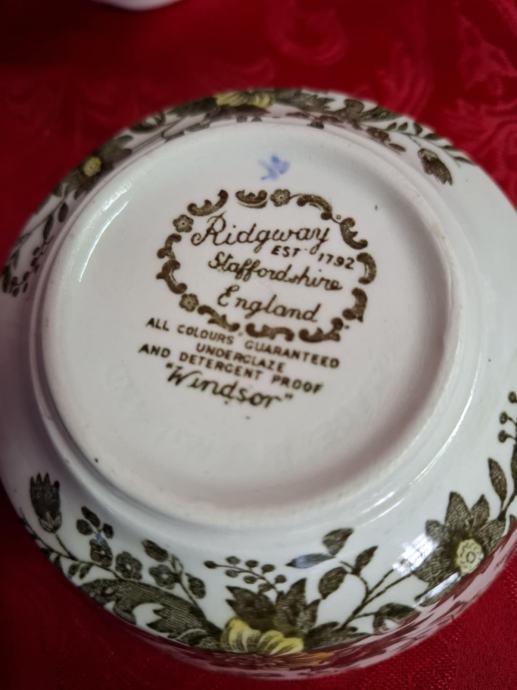 Ridgway
EST 1792
Staffordshire
England
ALL COLOURS GUARANTEED
UNDERGLAZE
AND DETERGENT PROOF
"Windsor"